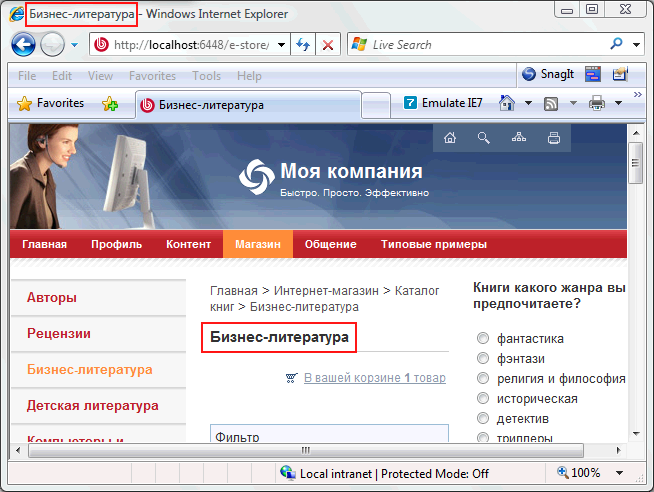 Бизнес-литература - Windows Internet Explorer
http://localhost:6448/e-store/
Live Search
File Edit View Favorites Tools Help
SnagIt
Favorites
Бизнес-литература
7 Emulate IE7
Моя компания
Быстро. Просто. Эффективно
Главная Профиль Контент Магазин Общение Типовые примеры
Авторы
Рецензии
Бизнес-литература
Детская литература
Компьютеры и
Главная > Интернет-магазин > Каталог
книг > Бизнес-литература
Бизнес-литература
В вашей корзине 1 товар
Фильтр
Книги какого жанра вы
предпочитаете?
фантастика
фэнтази
религия и философия
историческая
детектив
триллеры
Local intranet | Protected Mode: Off
100%